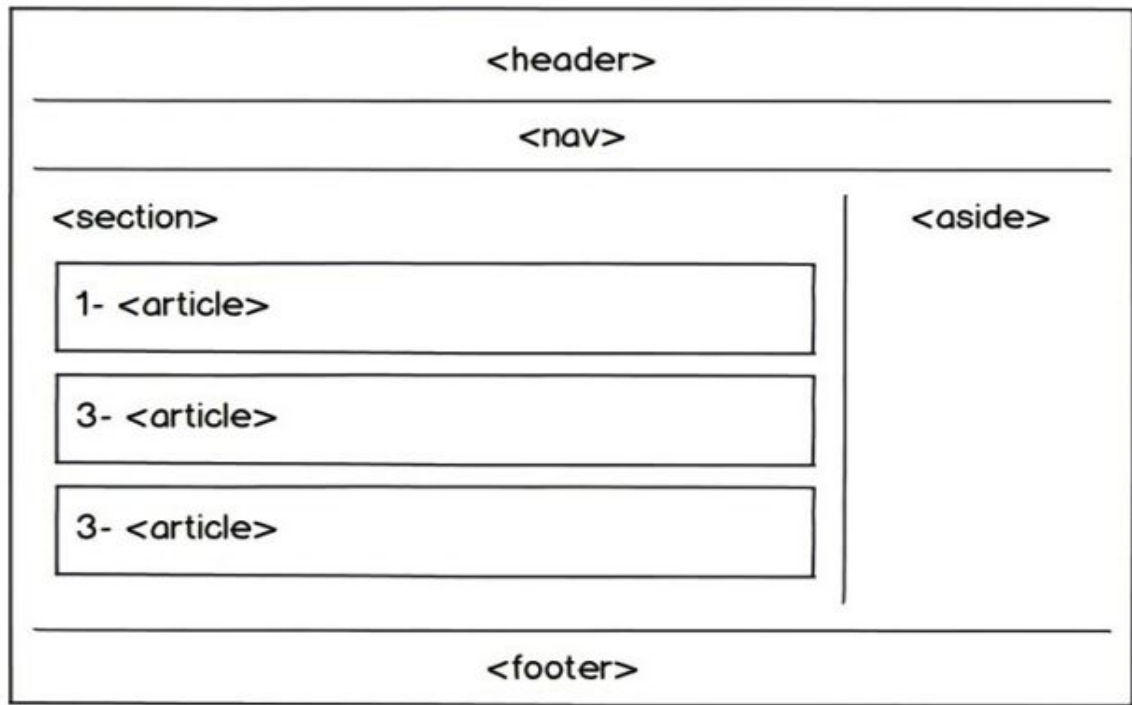 <header>
<nav>
<section>
1- <article>
3- <article>
3- <article>
<aside>
<footer>